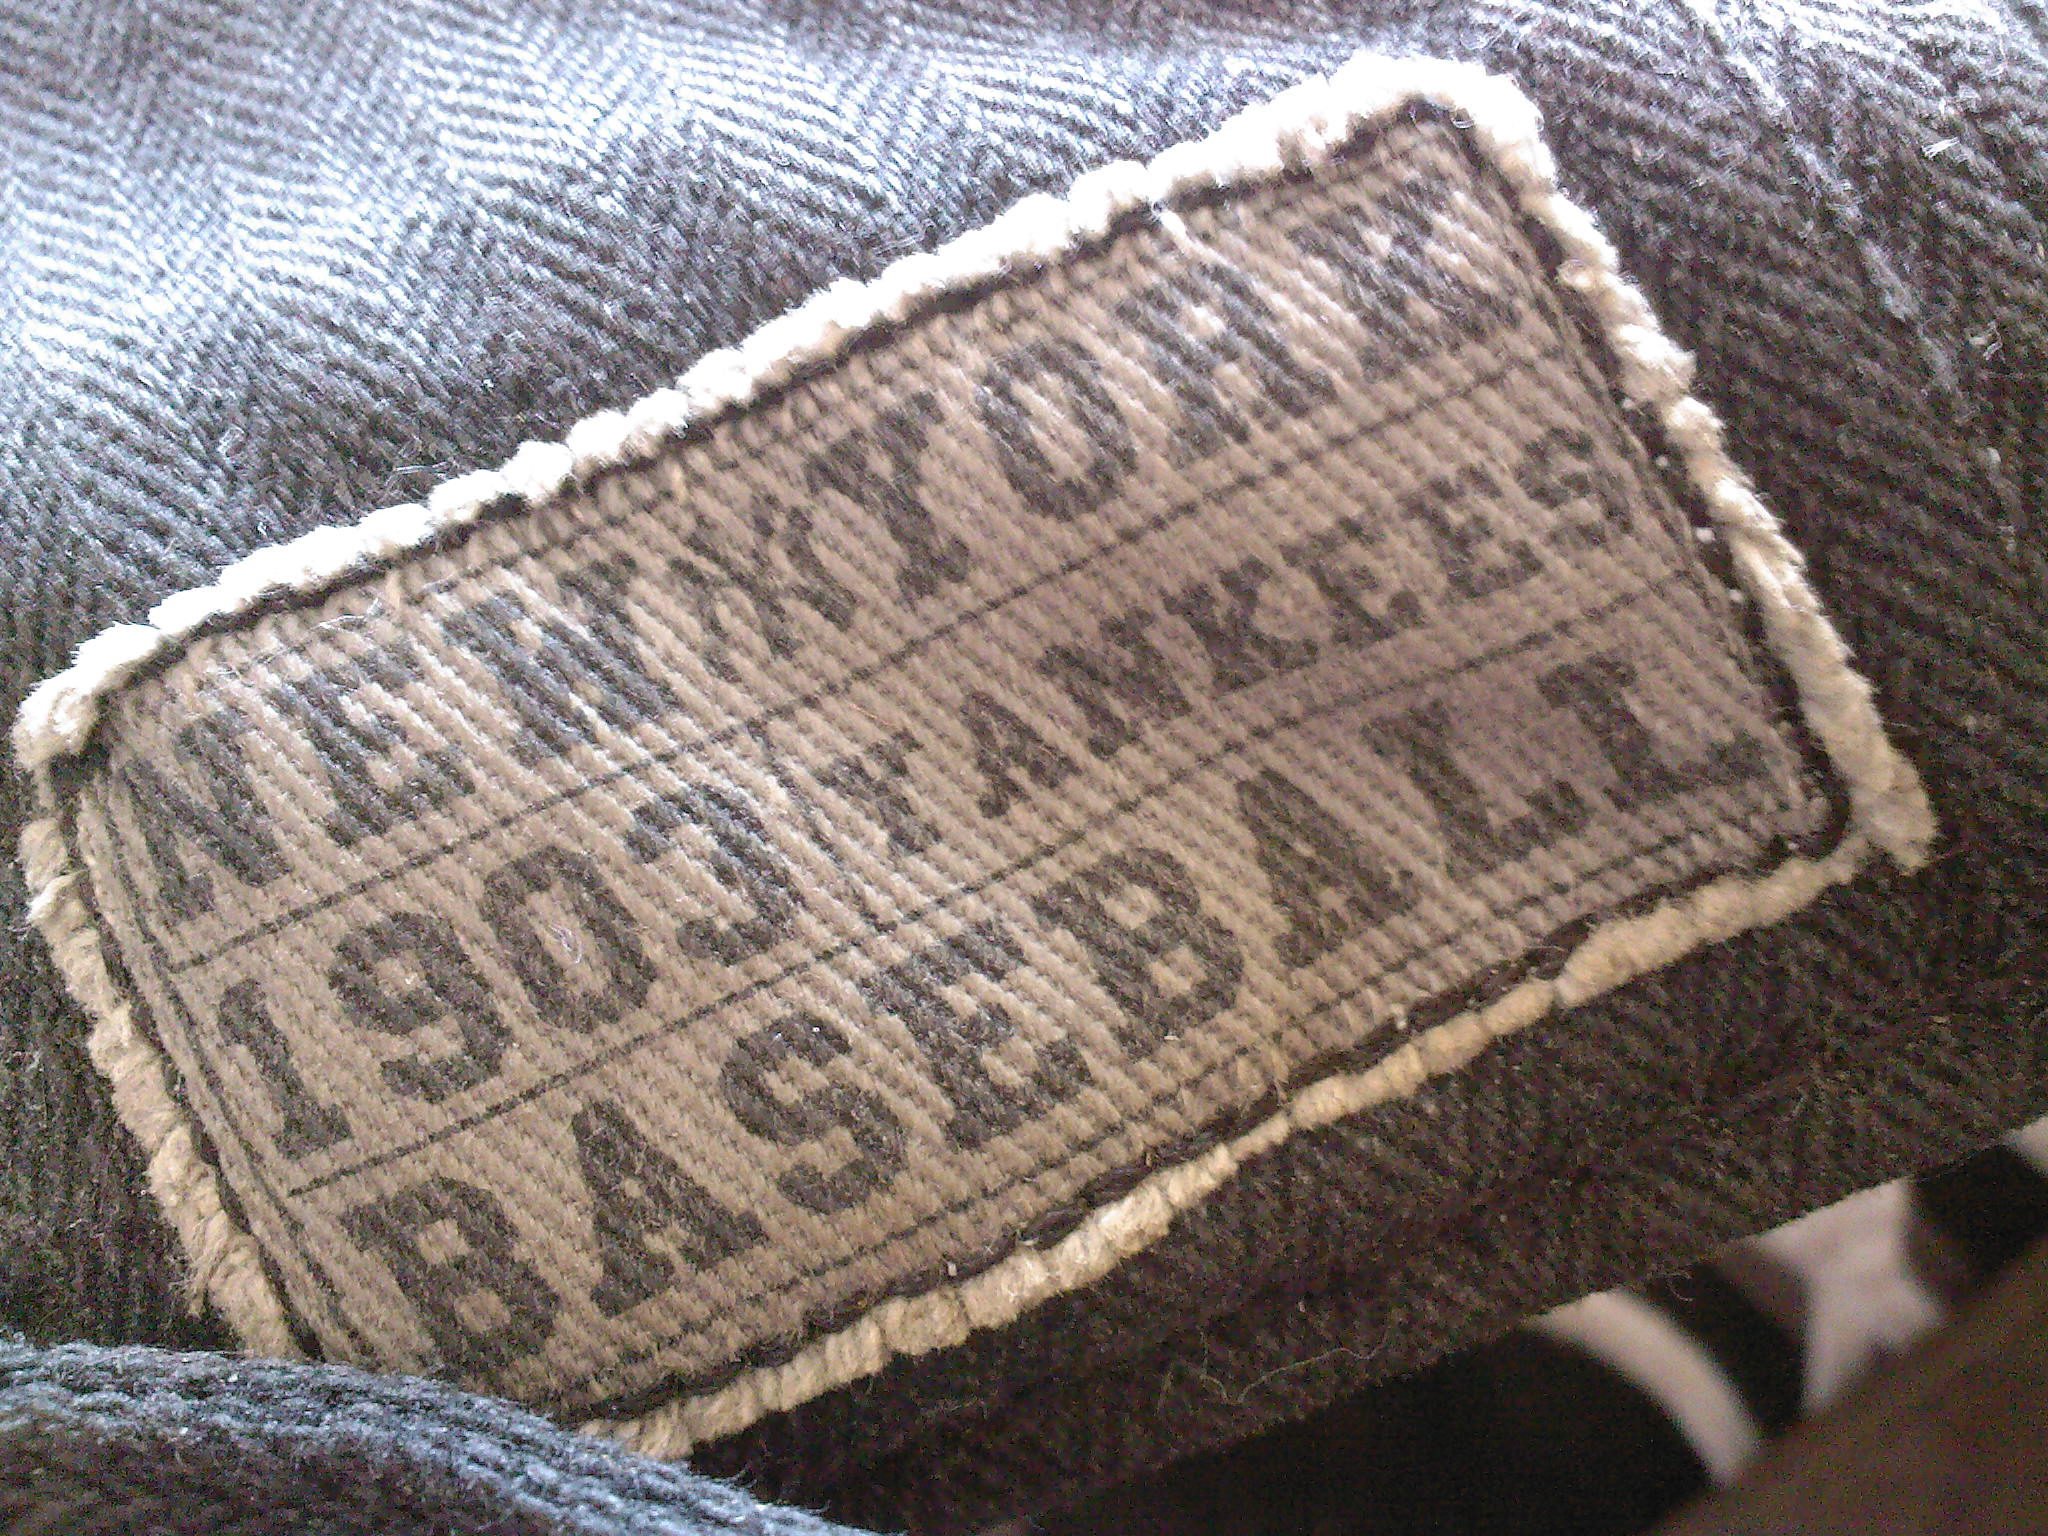 NEW YORK
1903 YANKEES
BASEBALL